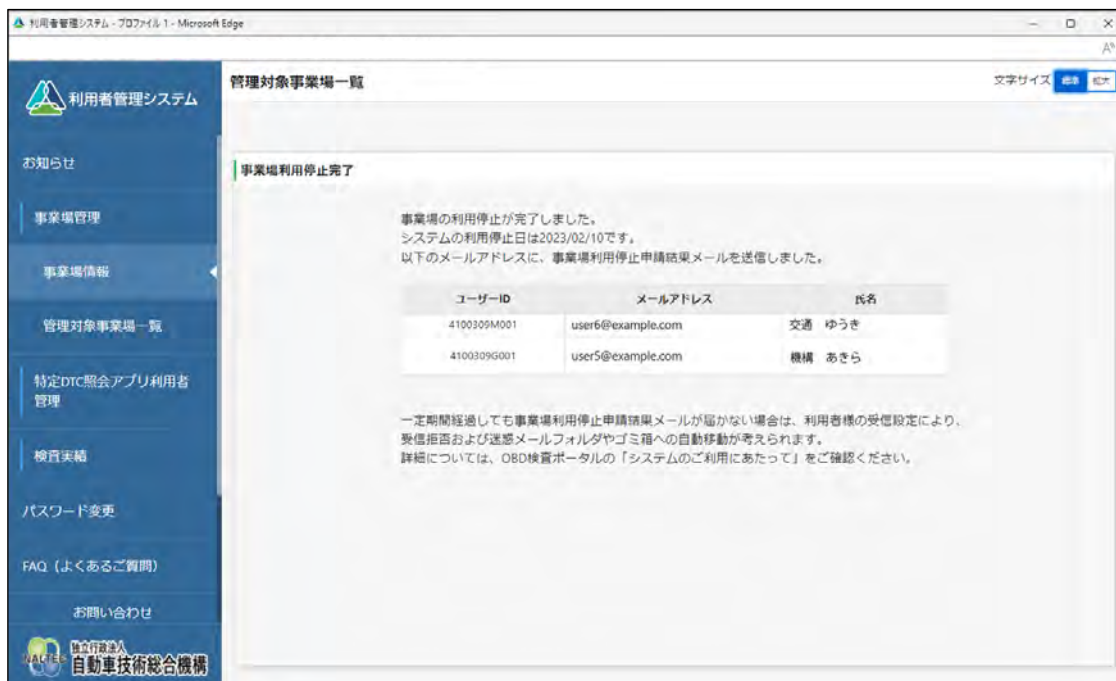 利用者管理システム - プロファイル 1 - Microsoft Edge
利用者管理システム
管理対象事業場一覧
文字サイズ 標準 拡大
お知らせ
事業場管理
事業場情報
管理対象事業場一覧
特定DTC照会アプリ利用者
管理
検査実績
パスワード変更
FAQ（よくあるご質問）
お問い合わせ
NALTEC 独立行政法人
自動車技術総合機構
事業場利用停止完了
事業場の利用停止が完了しました。
システムの利用停止日は2023/02/10です。
以下のメールアドレスに、事業場利用停止申請結果メールを送信しました。
ユーザーID メールアドレス 氏名
4100309M001 user6@example.com 交通　ゆうき
4100309G001 user5@example.com 機構　あきら
一定期間経過しても事業場利用停止申請結果メールが届かない場合は、利用者様の受信設定により、
受信拒否および迷惑メールフォルダやゴミ箱への自動移動が考えられます。
詳細については、OBD検査ポータルの「システムのご利用にあたって」をご確認ください。